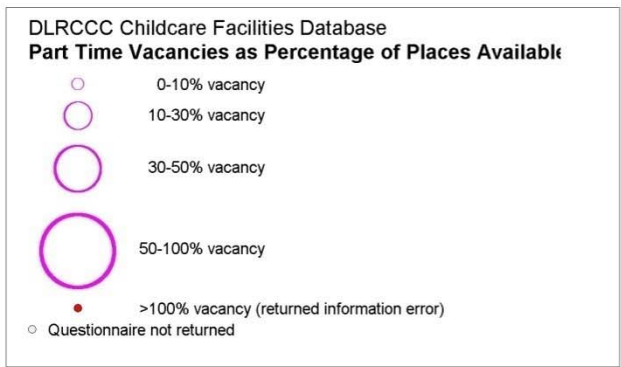 DLRCCC Childcare Facilities Database
Part Time Vacancies as Percentage of Places Available
0-10% vacancy
10-30% vacancy
30-50% vacancy
50-100% vacancy
>100% vacancy (returned information error)
Questionnaire not returned